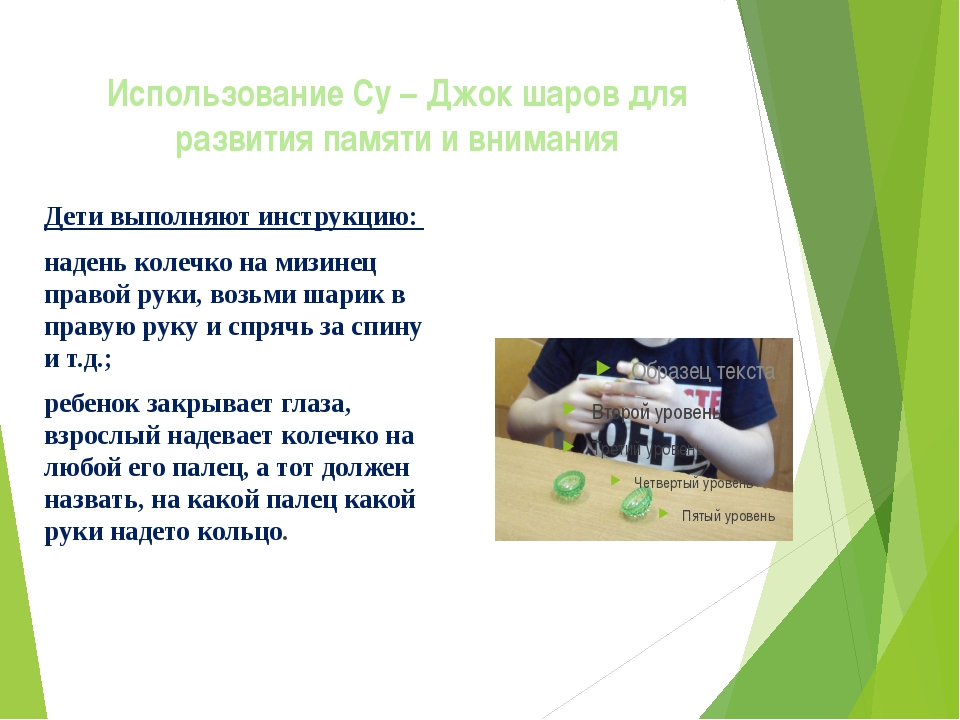 Использование Су – Джок шаров для
развития памяти и внимания
Дети выполняют инструкцию:
надень колечко на мизинец
правой руки, возьми шарик в
правую руку и спрячь за спину
и т.д.;
ребенок закрывает глаза,
взрослый надевает колечко на
любой его палец, а тот должен
назвать, на какой палец какой
руки надето кольцо.
Образец текста
Второй уровень
Третий уровень
Четвертый уровень
Пятый уровень